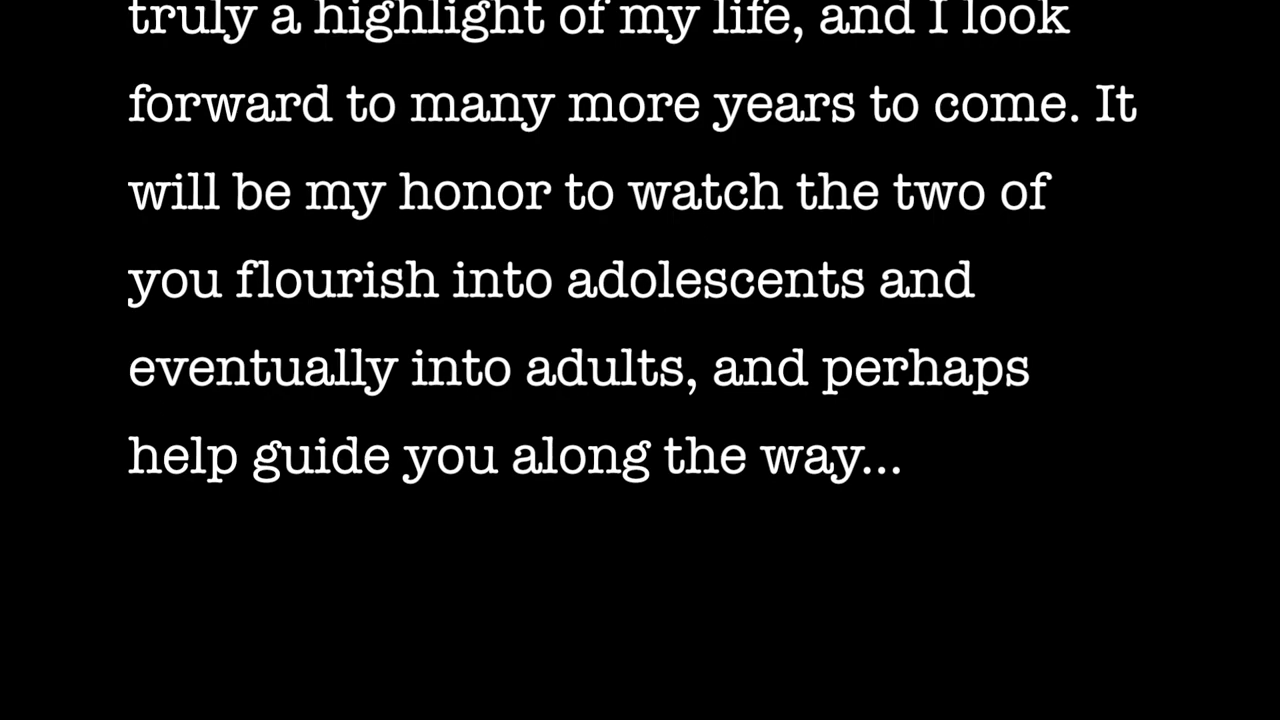 truly a highlight of my life, and I look
forward to many more years to come. It
will be my honor to watch the two of
you flourish into adolescents and
eventually into adults, and perhaps
help guide you along the way...